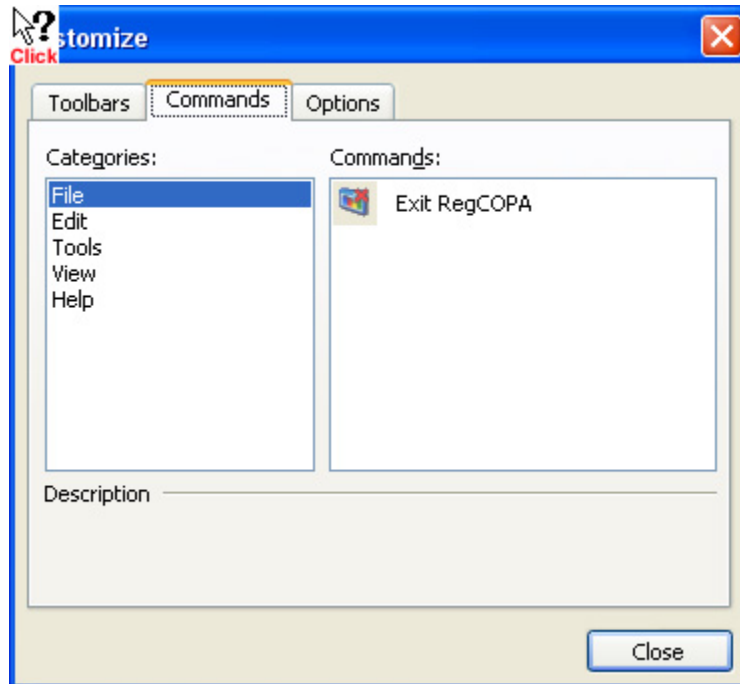 ?
Click
stomize
Toolbars Commands Options
Categories: Commands:
File
Edit
Tools
View
Help
Exit RegCOPA
Description
Close